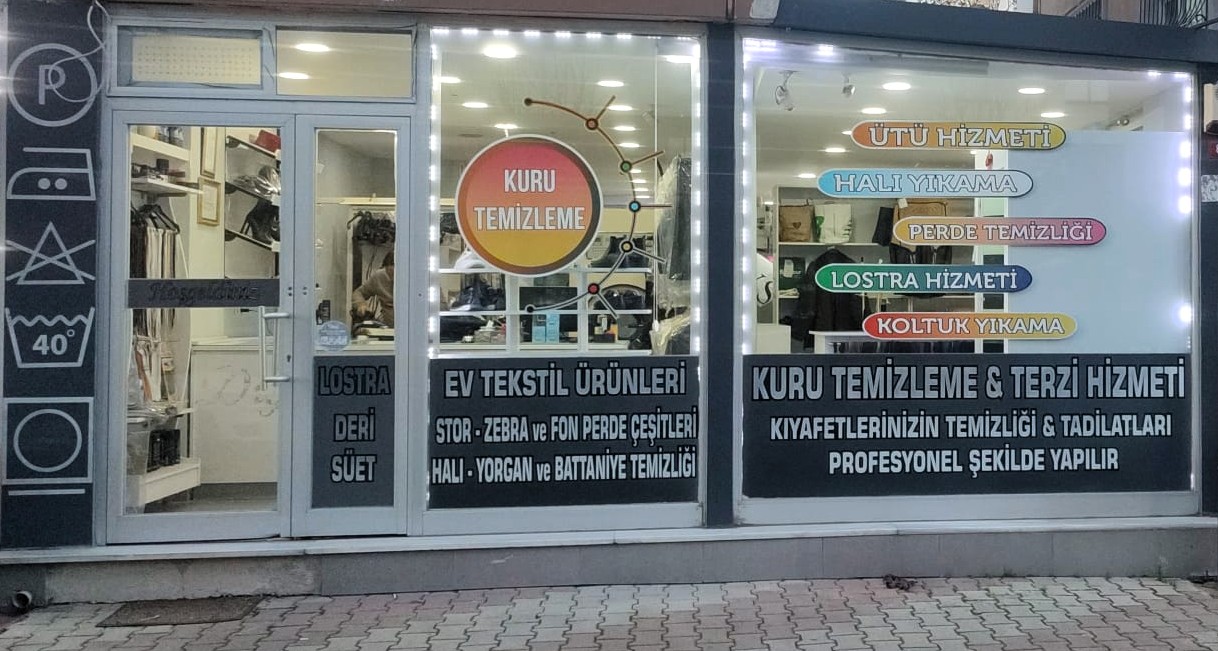 P
40°
Hoşgeldiniz
LOSTRA
DERİ
SÜET
KURU
TEMİZLEME
EV TEKSTİL ÜRÜNLERİ
STOR - ZEBRA ve FON PERDE ÇEŞİTLERİ
HALI - YORGAN ve BATTANİYE TEMİZLİĞİ
ÜTÜ HİZMETİ
HALI YIKAMA
PERDE TEMİZLİĞİ
LOSTRA HİZMETİ
KOLTUK YIKAMA
KURU TEMİZLEME & TERZİ HİZMETİ
KIYAFETLERİNİZİN TEMİZLİĞİ & TADİLATLARI
PROFESYONEL ŞEKİLDE YAPILIR